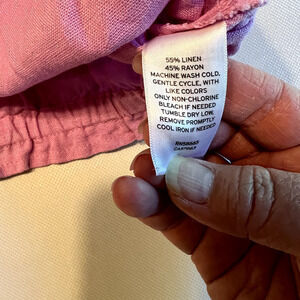 55% LINEN
45% RAYON
MACHINE WASH COLD,
GENTLE CYCLE, WITH
LIKE COLORS
ONLY NON-CHLORINE
BLEACH IF NEEDED
TUMBLE DRY LOW,
REMOVE PROMPTLY
COOL IRON IF NEEDED